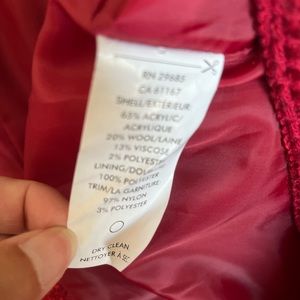 RN 29685
CA 61167
SHELL/EXTÉRIEUR
65% ACRYLIC/
ACRYLIQUE
20% WOOL/LAINE
13% VISCOSE
2% POLYESTER
LINING/DOUBLURE
100% POLYESTER
TRIM/LA GARNITURE
97% NYLON
3% POLYESTER
DRY CLEAN
NETTOYER À SEC